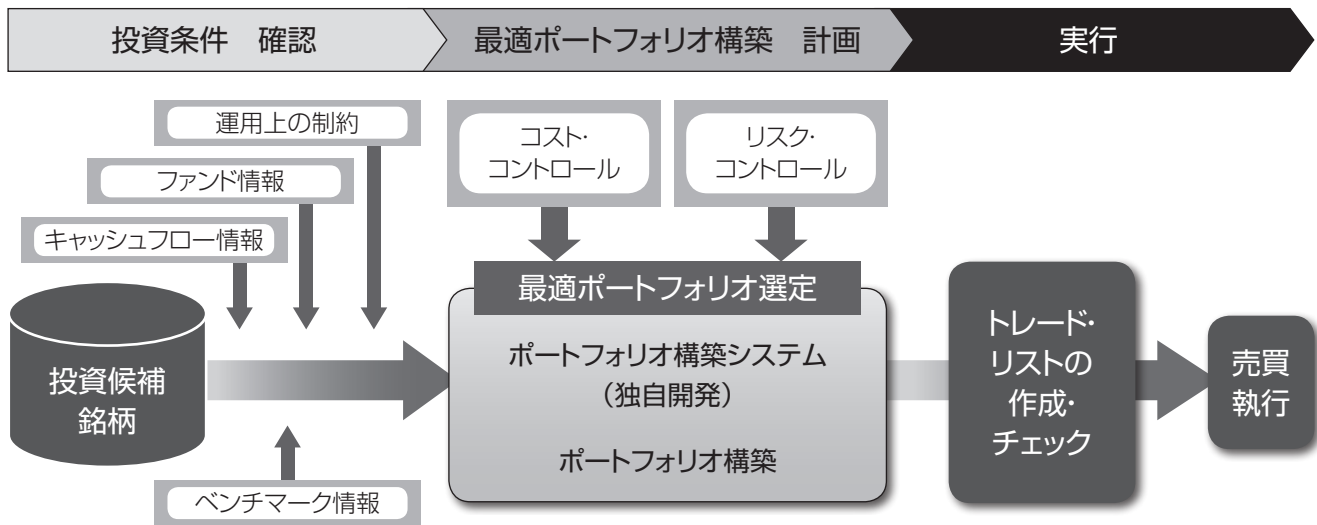 投資条件　確認
最適ポートフォリオ構築　計画
実行
運用上の制約
ファンド情報
キャッシュフロー情報
投資候補
銘柄
ベンチマーク情報
コスト・
コントロール
リスク・
コントロール
最適ポートフォリオ選定
ポートフォリオ構築システム
（独自開発）
ポートフォリオ構築
トレード・
リストの
作成・
チェック
売買
執行